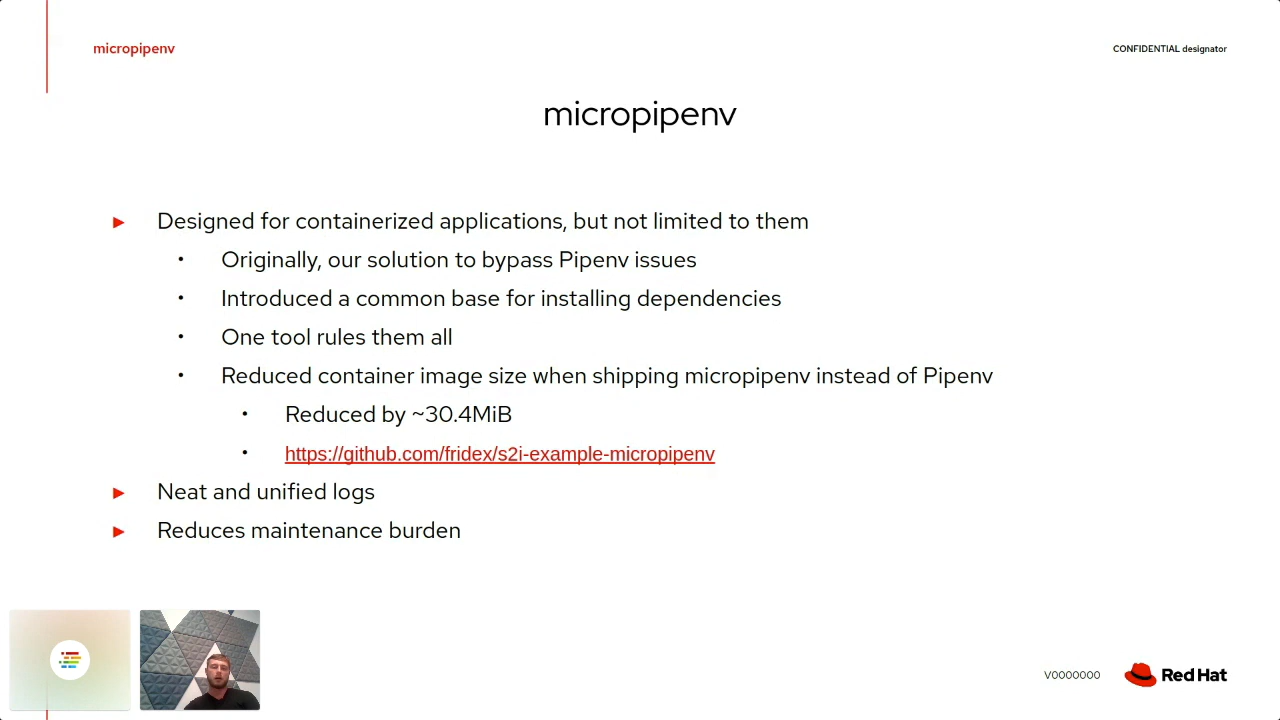 micropipenv
CONFIDENTIAL designator
micropipenv
Designed for containerized applications, but not limited to them
Originally, our solution to bypass Pipenv issues
Introduced a common base for installing dependencies
One tool rules them all
Reduced container image size when shipping micropipenv instead of Pipenv
Reduced by ~30.4MiB
https://github.com/fridex/s2i-example-micropipenv
Neat and unified logs
Reduces maintenance burden
V0000000
Red Hat